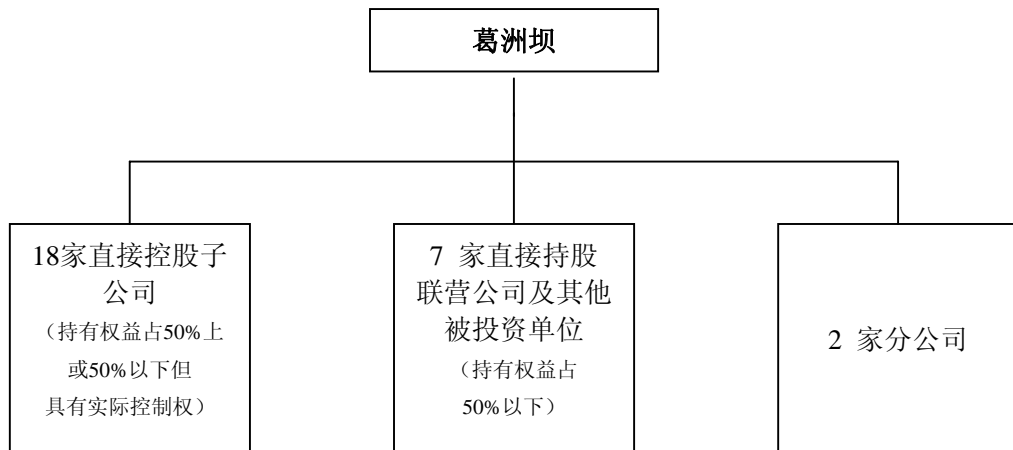 葛洲坝
18家直接控股子
公司
（持有权益占50%上
或50%以下但
具有实际控制权）
7 家直接持股
联营公司及其他
被投资单位
（持有权益占
50%以下）
2 家分公司